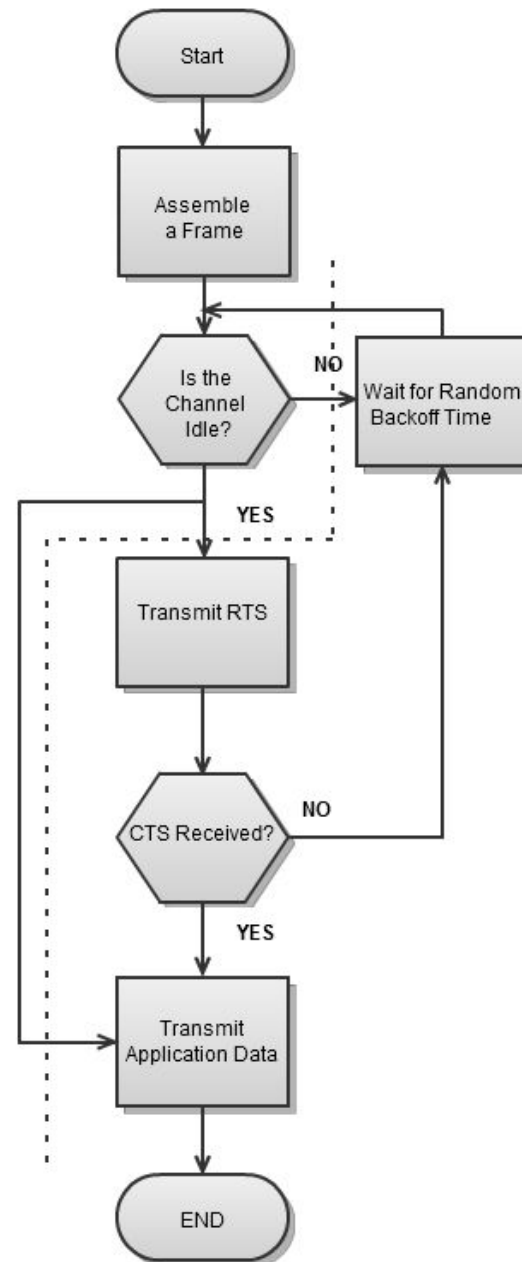 Start
Assemble
a Frame
Is the
Channel
Idle?
NO
Wait for Random
Backoff Time
YES
Transmit RTS
CTS Received?
NO
YES
Transmit
Application Data
END